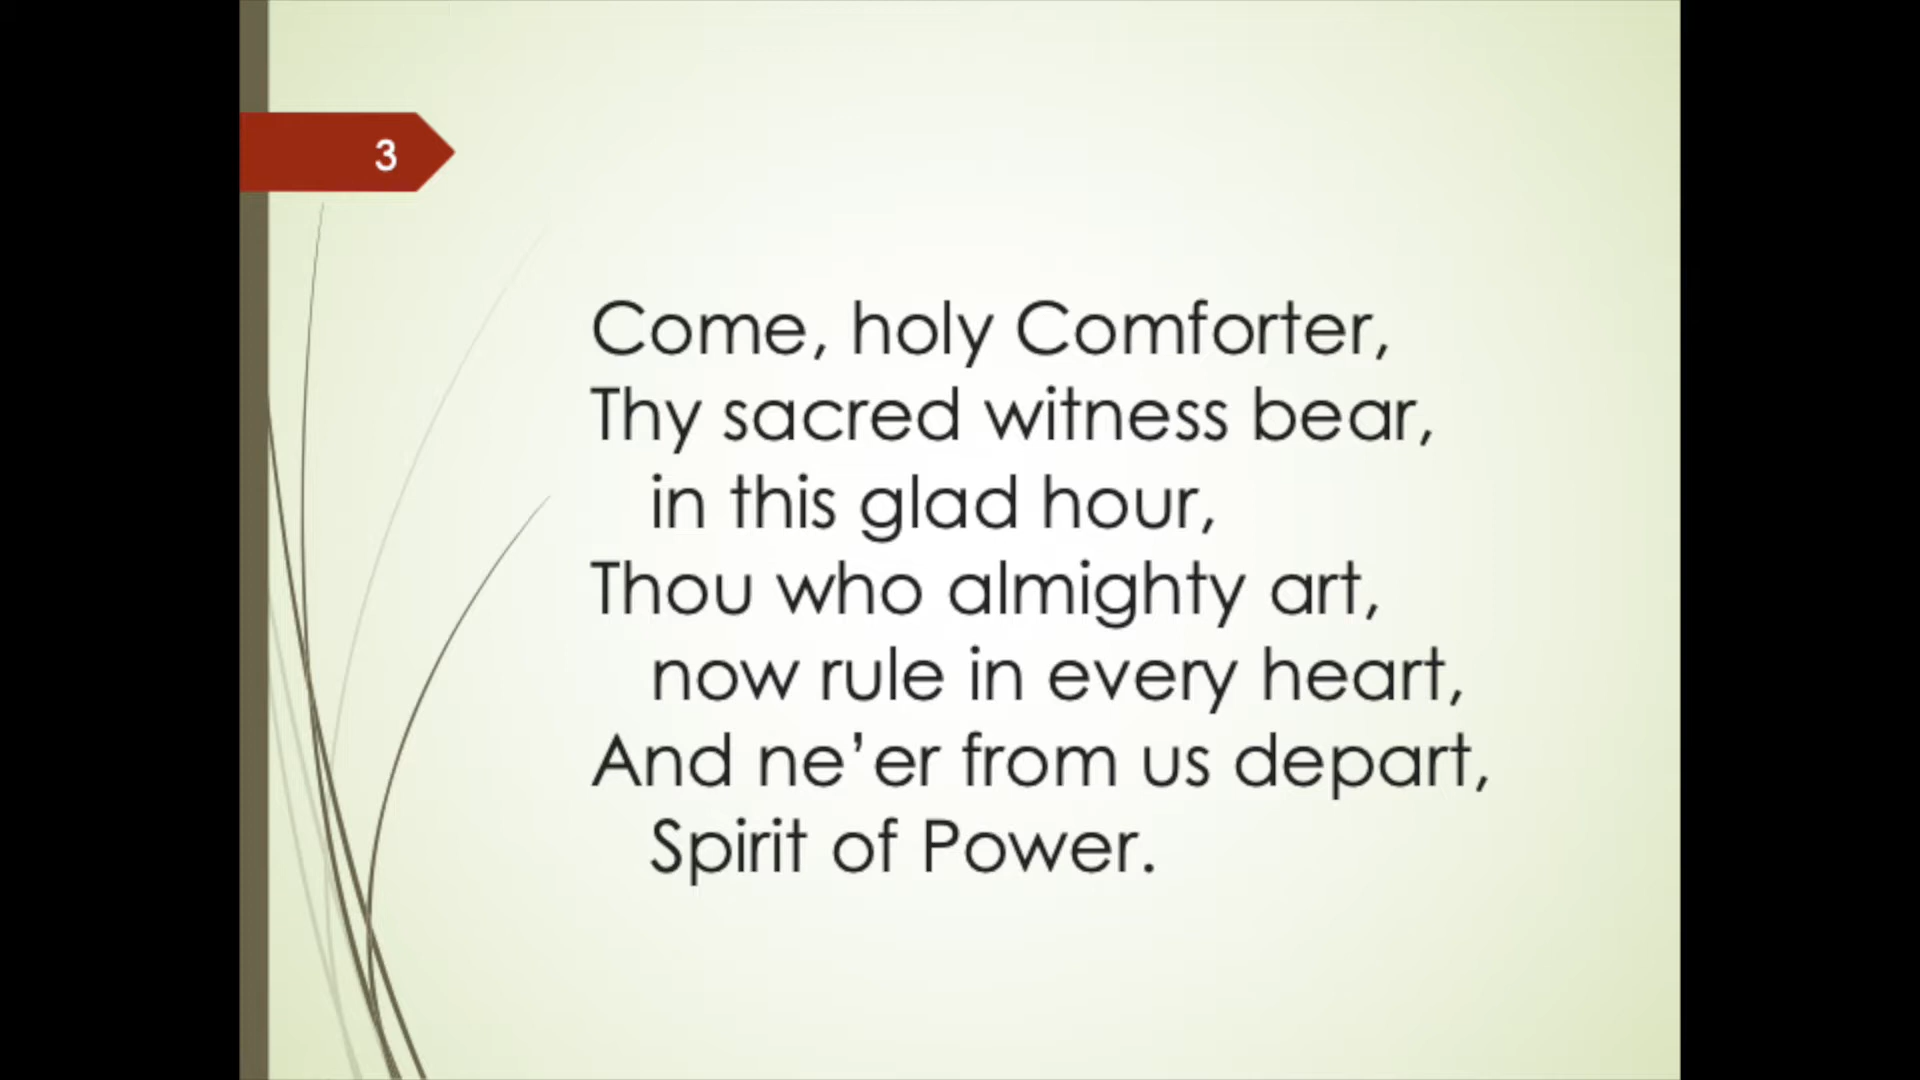 3
Come, holy Comforter,
Thy sacred witness bear,
in this glad hour,
Thou who almighty art,
now rule in every heart,
And ne’er from us depart,
Spirit of Power.